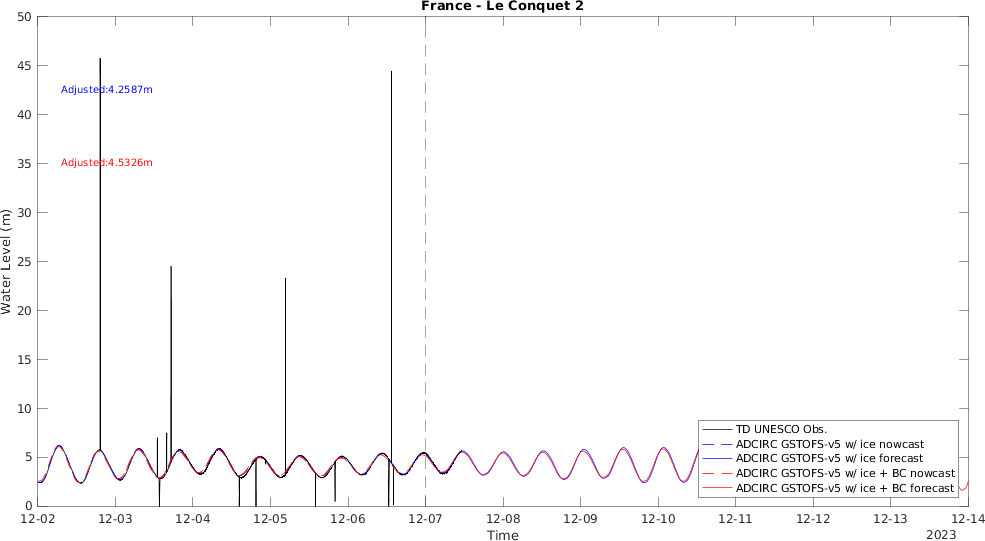 France - Le Conquet 2
50
45
40
35
30
25
20
15
10
5
0
Water Level (m)
Adjusted:4.2587m
Adjusted:4.5326m
TD UNESCO Obs.
ADCIRC GSTOFS-v5 w/ ice nowcast
ADCIRC GSTOFS-v5 w/ ice forecast
ADCIRC GSTOFS-v5 w/ ice + BC nowcast
ADCIRC GSTOFS-v5 w/ ice + BC forecast
12-02 12-03 12-04 12-05 12-06 12-07 12-08 12-09 12-10 12-11 12-12 12-13 12-14
Time
2023